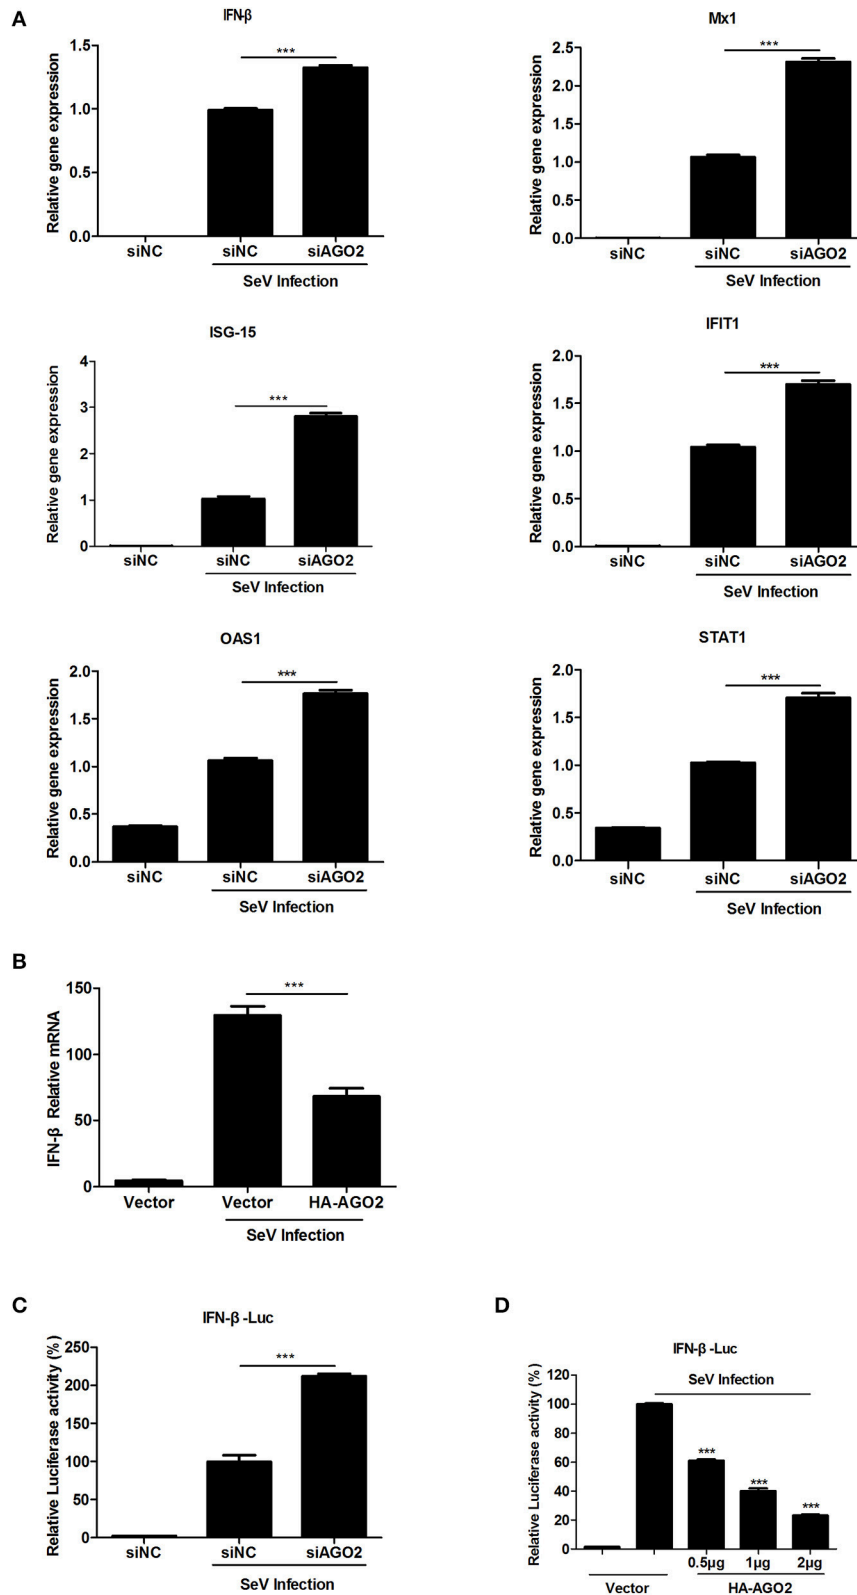 A
IFN-β
Relative gene expression
1.5
1.0
0.5
0.0
***
siNC siNC siAGO2
SeV Infection
Mx1
Relative gene expression
2.5
2.0
1.5
1.0
0.5
0.0
***
siNC siNC siAGO2
SeV Infection
ISG-15
Relative gene expression
4
3
2
1
0
***
siNC siNC siAGO2
SeV Infection
IFIT1
Relative gene expression
2.0
1.5
1.0
0.5
0.0
***
siNC siNC siAGO2
SeV Infection
OAS1
Relative gene expression
2.0
1.5
1.0
0.5
0.0
***
siNC siNC siAGO2
SeV Infection
STAT1
Relative gene expression
2.0
1.5
1.0
0.5
0.0
***
siNC siNC siAGO2
SeV Infection
B
IFN-β Relative mRNA
150
100
50
0
***
Vector Vector HA-AGO2
SeV Infection
C
IFN-β -Luc
Relative Luciferase activity (%)
250
200
150
100
50
0
***
siNC siNC siAGO2
SeV Infection
D
IFN-β -Luc
Relative Luciferase activity (%)
SeV Infection
120
100
80
60
40
20
0
***
***
***
0.5μg 1μg 2μg
Vector HA-AGO2